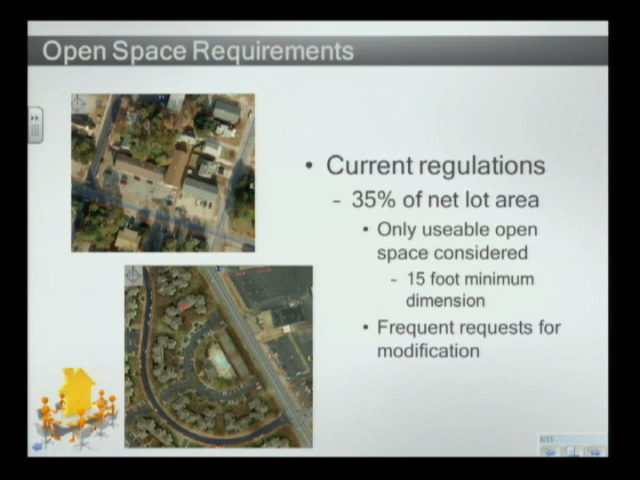 Open Space Requirements
• Current regulations
- 35% of net lot area
• Only useable open
space considered
- 15 foot minimum
dimension
• Frequent requests for
modification